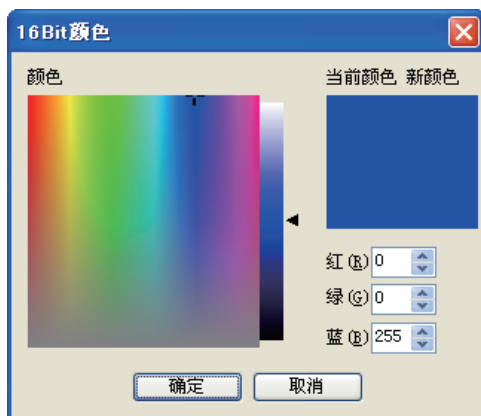 16Bit颜色
颜色
当前颜色 新颜色
红(R) 0
绿(G) 0
蓝(B) 255
确定 取消